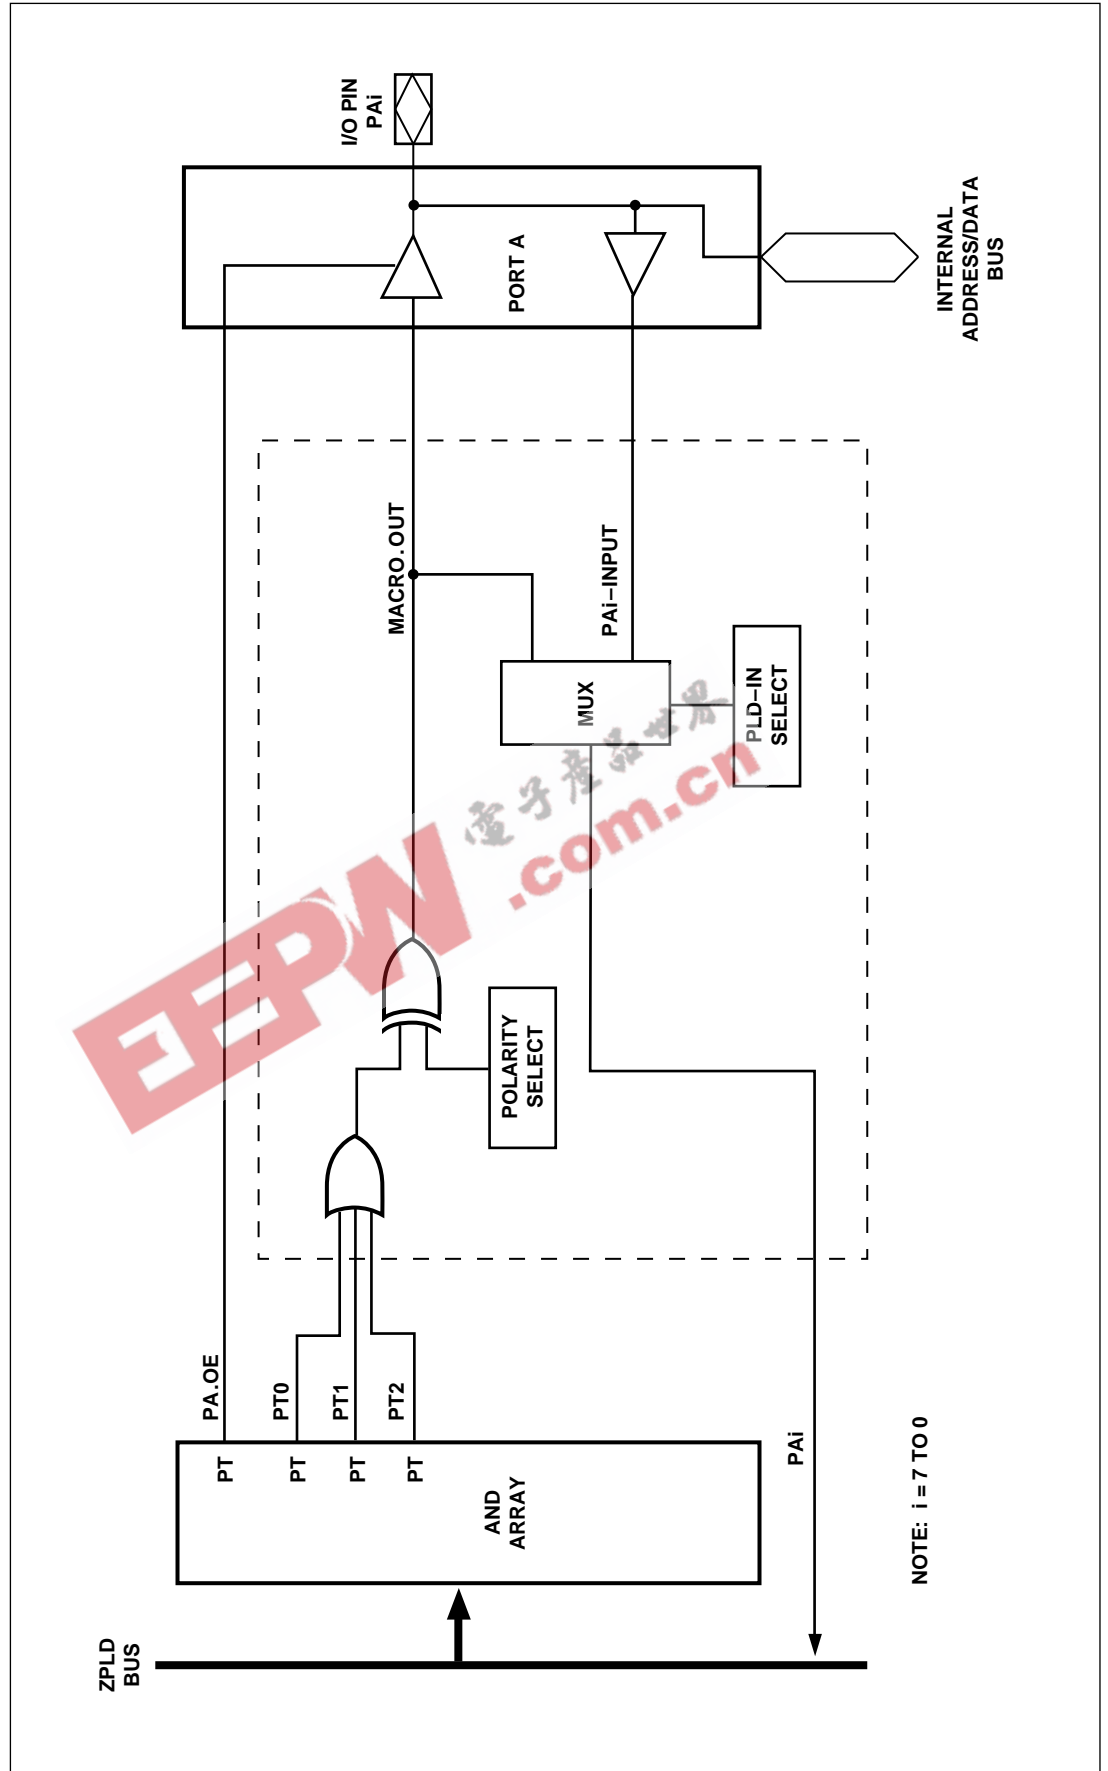 ZPLD
BUS
AND
ARRAY
PT
PT
PT
PT
PA.OE
PT0
PT1
PT2
POLARITY
SELECT
MACRO.OUT
MUX
PLD–IN
SELECT
PAi–INPUT
PORT A
I/O PIN
PAi
INTERNAL
ADDRESS/DATA
BUS
PAi
NOTE: i = 7 TO 0
EEPW
電子產品世界
.com.cn